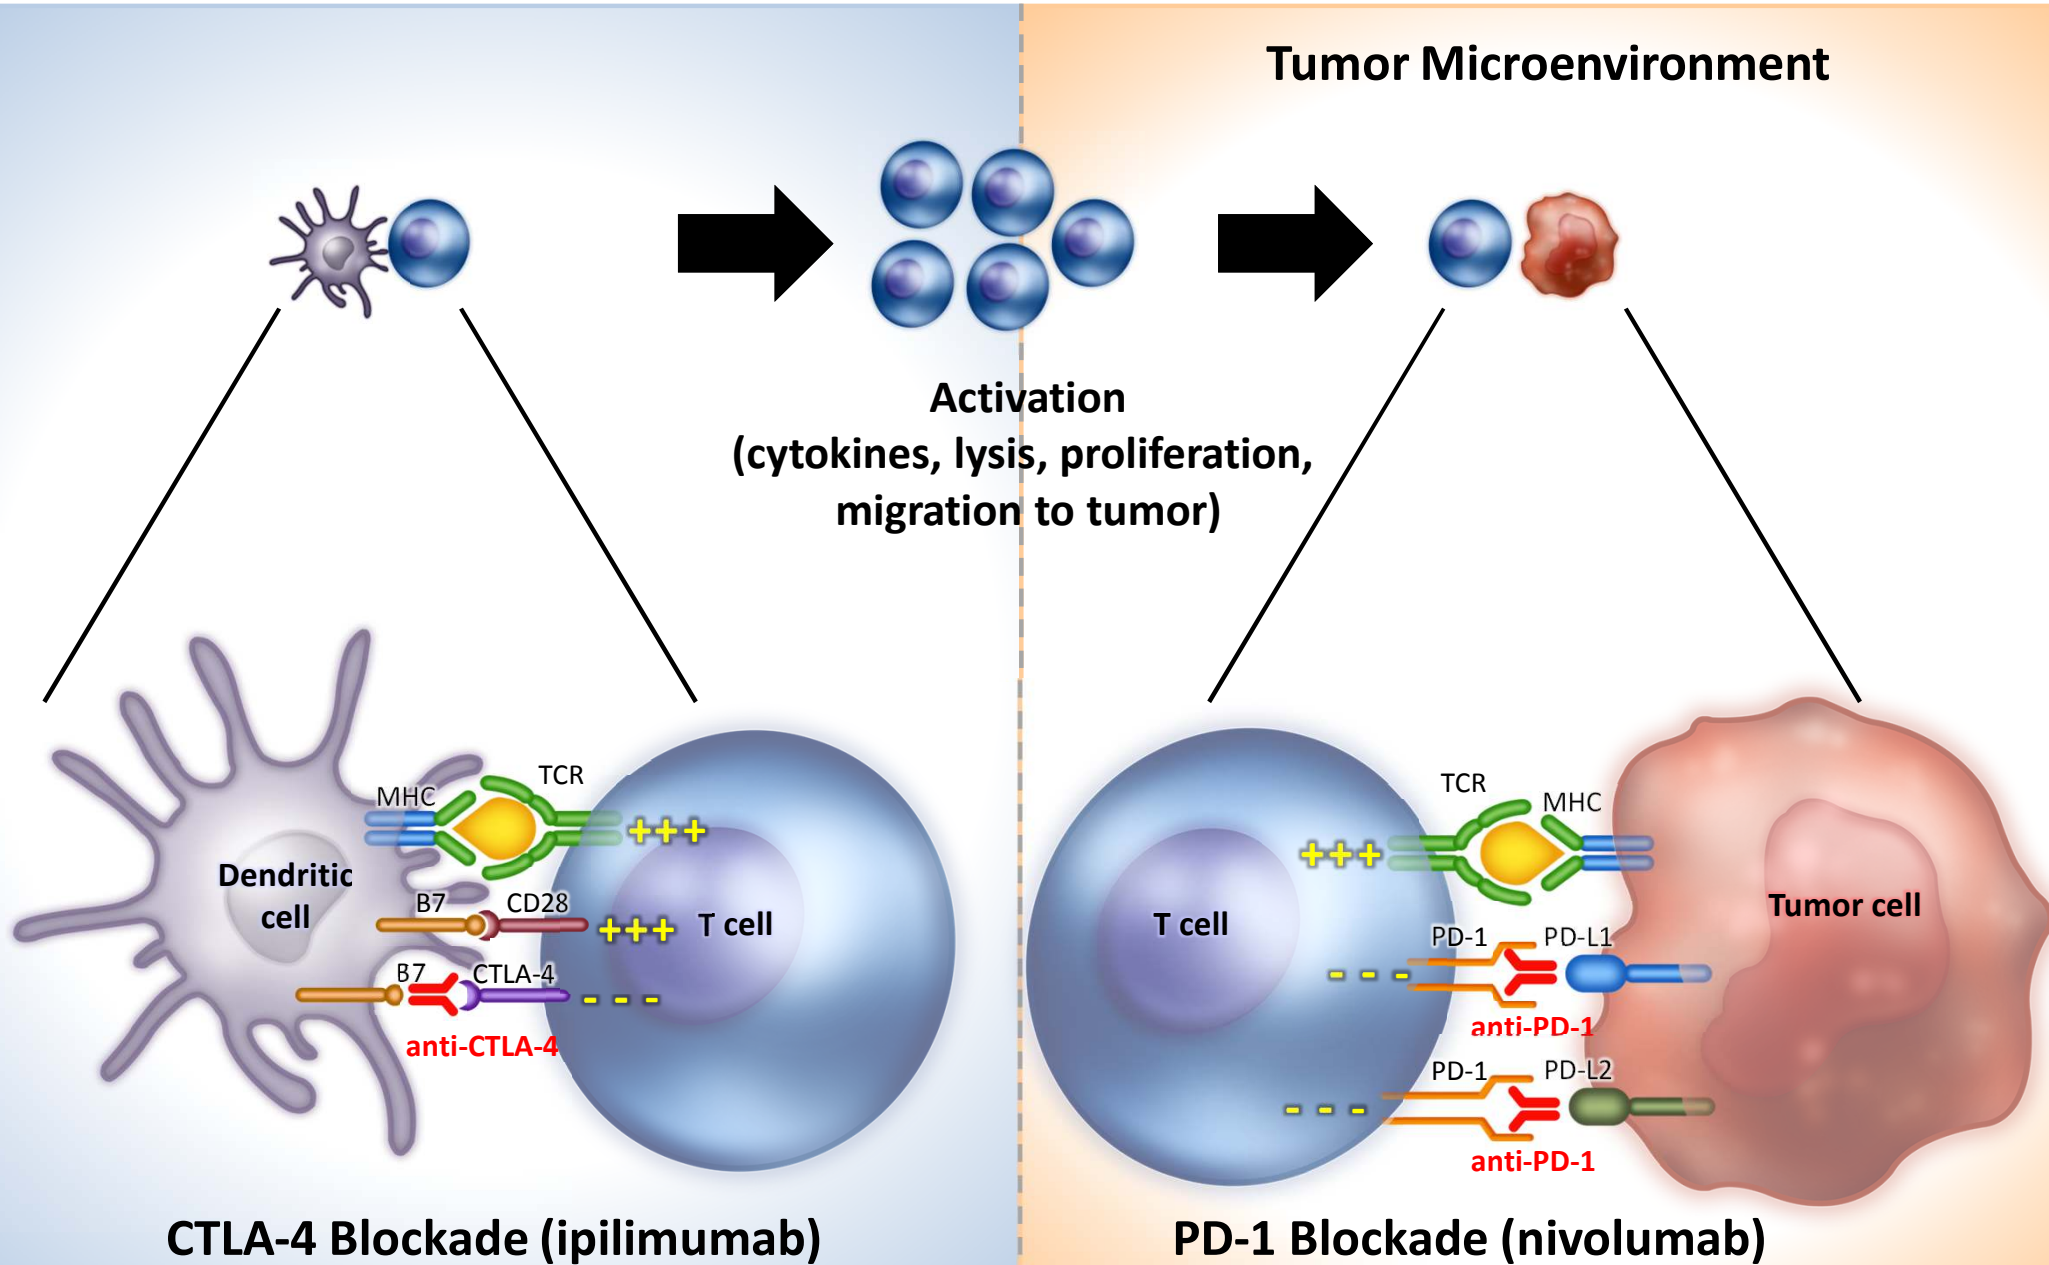 Tumor Microenvironment
Activation
(cytokines, lysis, proliferation,
migration to tumor)
MHC
TCR
+++
Dendritic
cell
B7
CD28
+++
T cell
B7
CTLA-4
- - -
anti-CTLA-4
CTLA-4 Blockade (ipilimumab)
TCR
MHC
+++
T cell
Tumor cell
PD-1
PD-L1
- - -
anti-PD-1
PD-1
PD-L2
- - -
anti-PD-1
PD-1 Blockade (nivolumab)